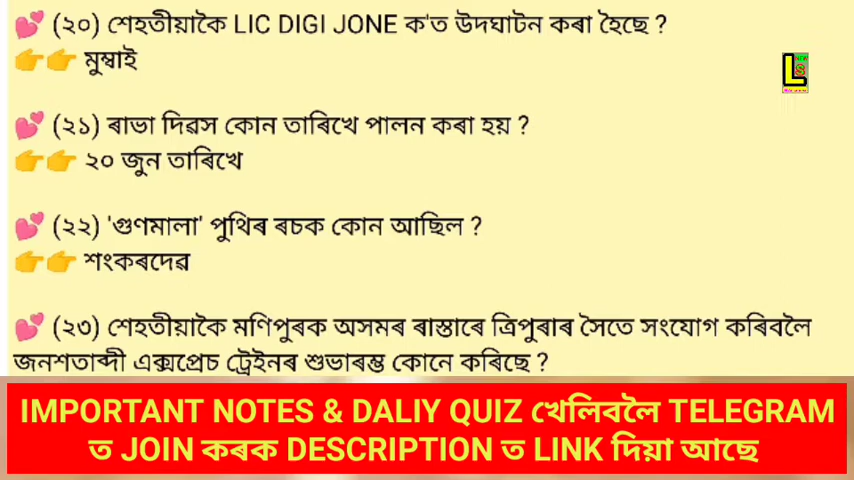 💕 (২০) শেহতীয়াকৈ LIC DIGI JONE ক'ত উদঘাটন কৰা হৈছে ?
👉👉 মুম্বাই
💕 (২১) ৰাভা দিৱস কোন তাৰিখে পালন কৰা হয় ?
👉👉 ২০ জুন তাৰিখে
💕 (২২) 'গুণমালা' পুথিৰ ৰচক কোন আছিল ?
👉👉 শংকৰদেৱ
💕 (২৩) শেহতীয়াকৈ মণিপুৰক অসমৰ ৰাস্তাৰে ত্ৰিপুৰাৰ সৈতে সংযোগ কৰিবলৈ
জনশতাব্দী এক্সপ্ৰেচ ট্ৰেইনৰ শুভাৰম্ভ কোনে কৰিছে ?
IMPORTANT NOTES & DALIY QUIZ খেলিবলৈ TELEGRAM
ত JOIN কৰক DESCRIPTION ত LINK দিয়া আছে